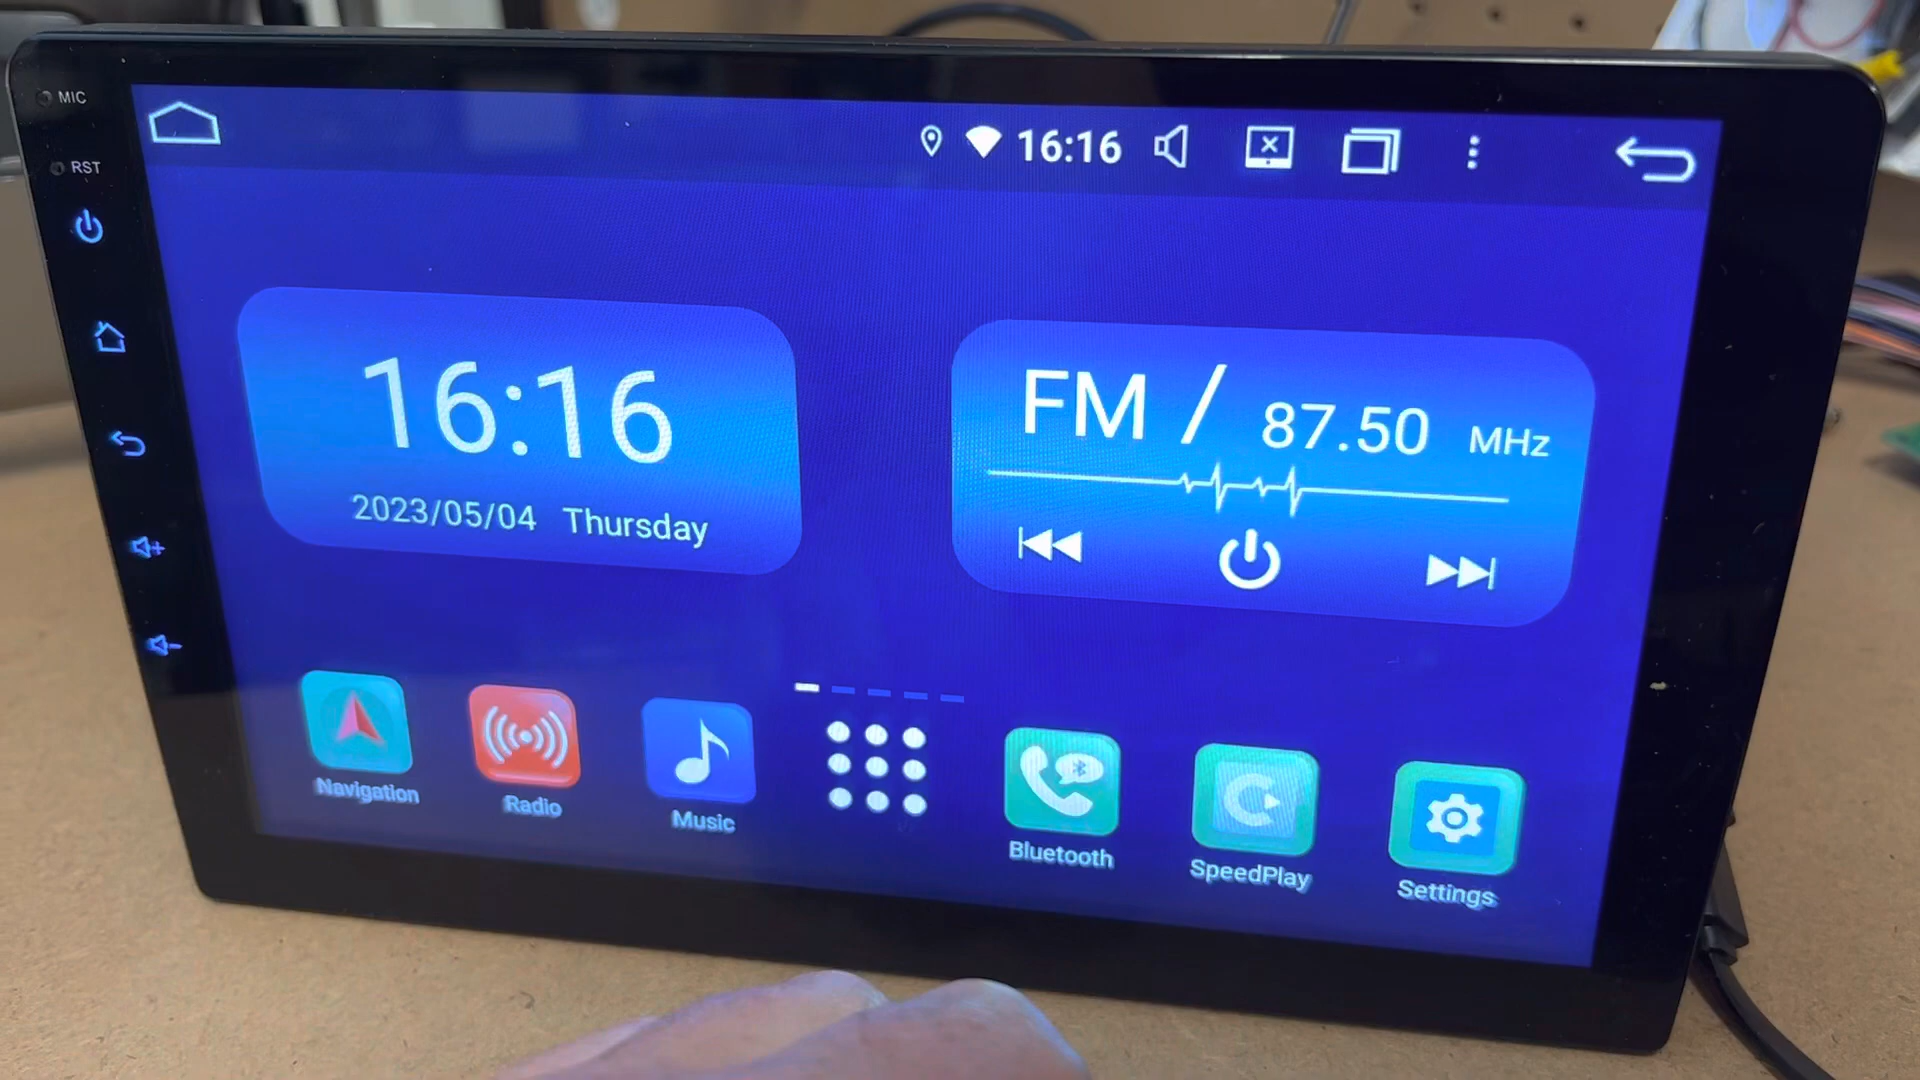 MIC
RST
16:16
16:16
2023/05/04 Thursday
FM / 87.50 MHz
Navigation
Radio
Music
Bluetooth
SpeedPlay
Settings